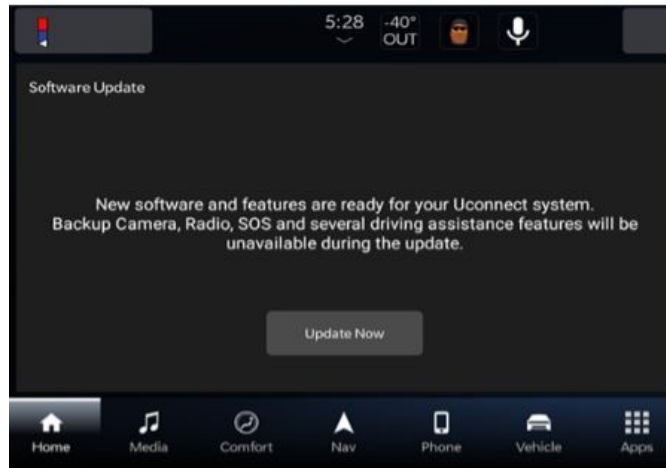 5:28
-40°
OUT
Software Update
New software and features are ready for your Uconnect system.
Backup Camera, Radio, SOS and several driving assistance features will be
unavailable during the update.
Update Now
Home
Media
Comfort
Nav
Phone
Vehicle
Apps